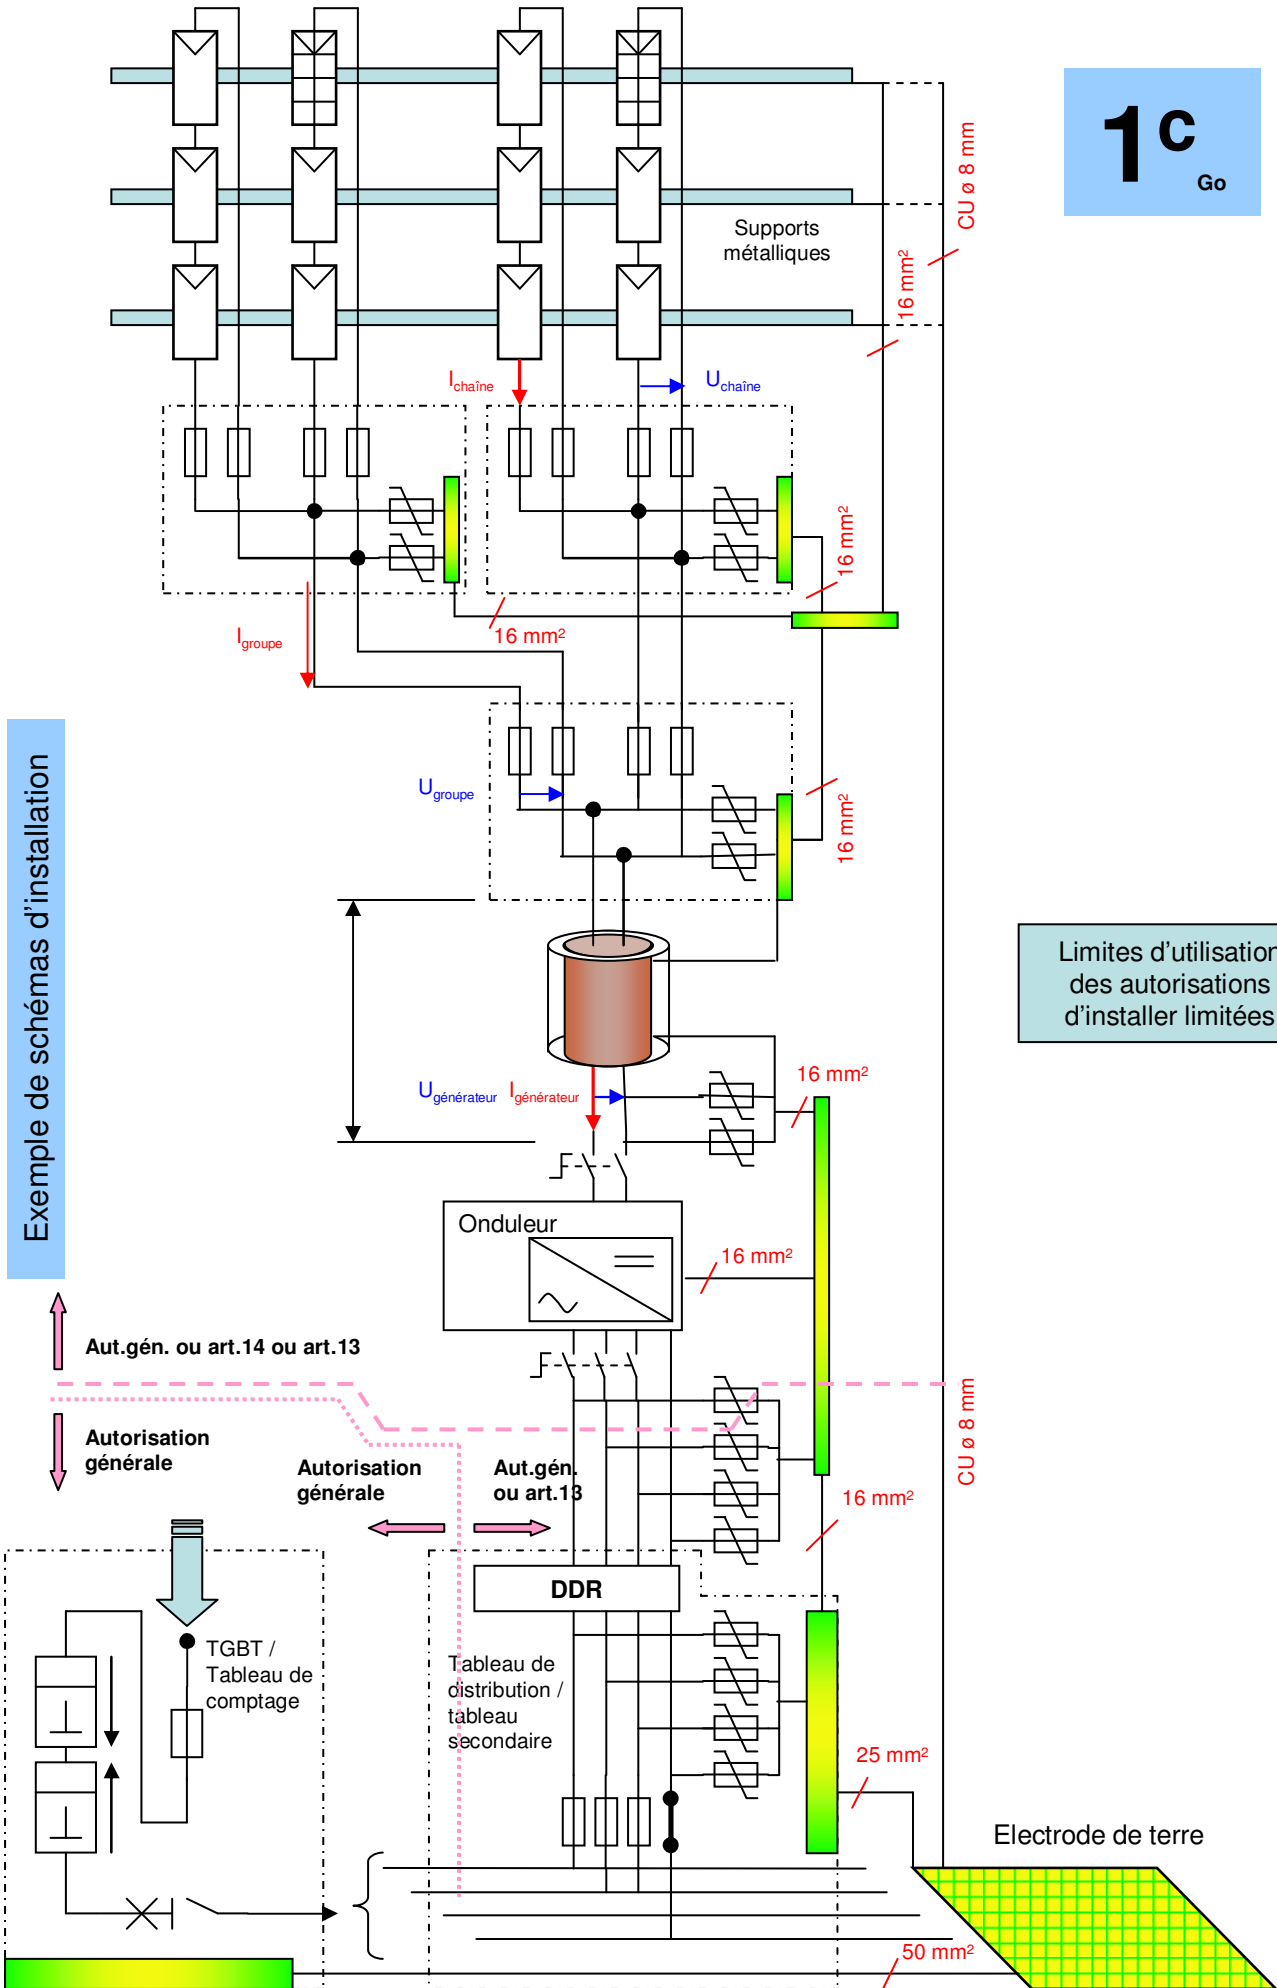 1c
Go
CU ø 8 mm
16 mm²
Supports
métalliques
Ichaîne
Uchaîne
16 mm²
16 mm²
Igroupe
Ugroupe
16 mm²
Exemple de schémas d'installation
Limites d'utilisation
des autorisations
d'installer limitées
Ugénérateur
Igénérateur
16 mm²
Onduleur
16 mm²
Aut.gén. ou art.14 ou art.13
Autorisation
générale
Autorisation
générale
Aut.gén.
ou art.13
CU ø 8 mm
16 mm²
DDR
TGBT /
Tableau de
comptage
Tableau de
distribution /
tableau
secondaire
25 mm²
Electrode de terre
50 mm²